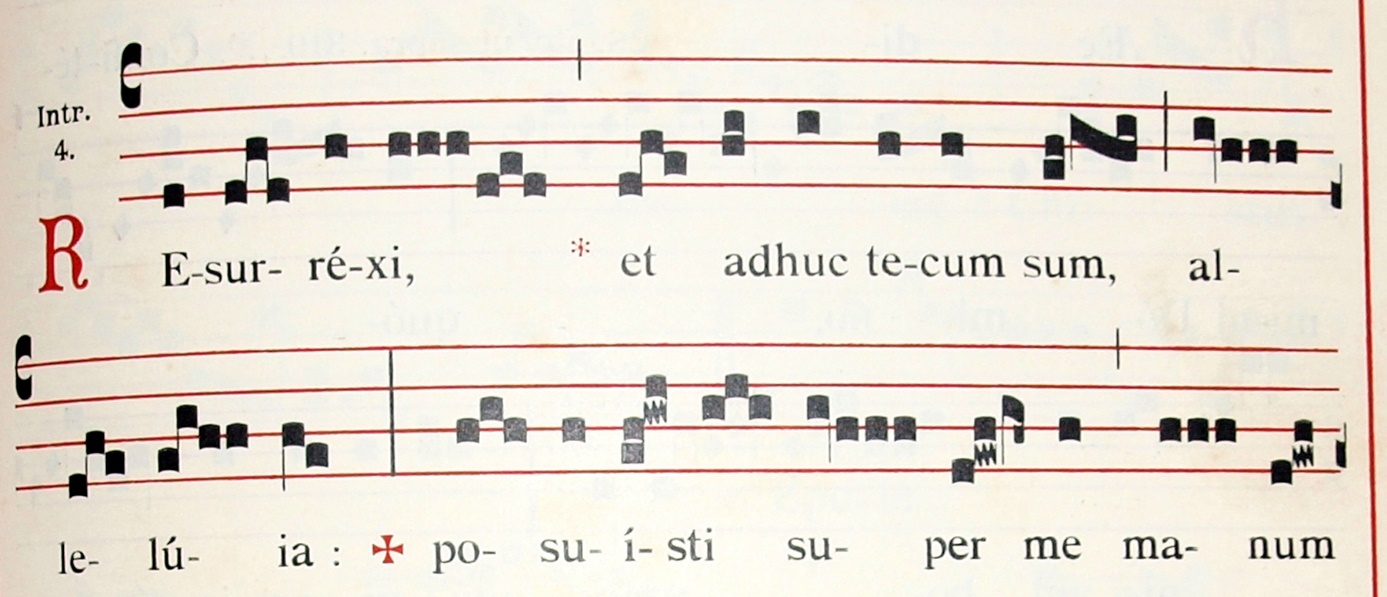 Intr.
4.
RE-sur- ré-xi, * et adhuc te-cum sum, al-
le- lú- ia : ✠ po- su- í- sti su- per me ma- num